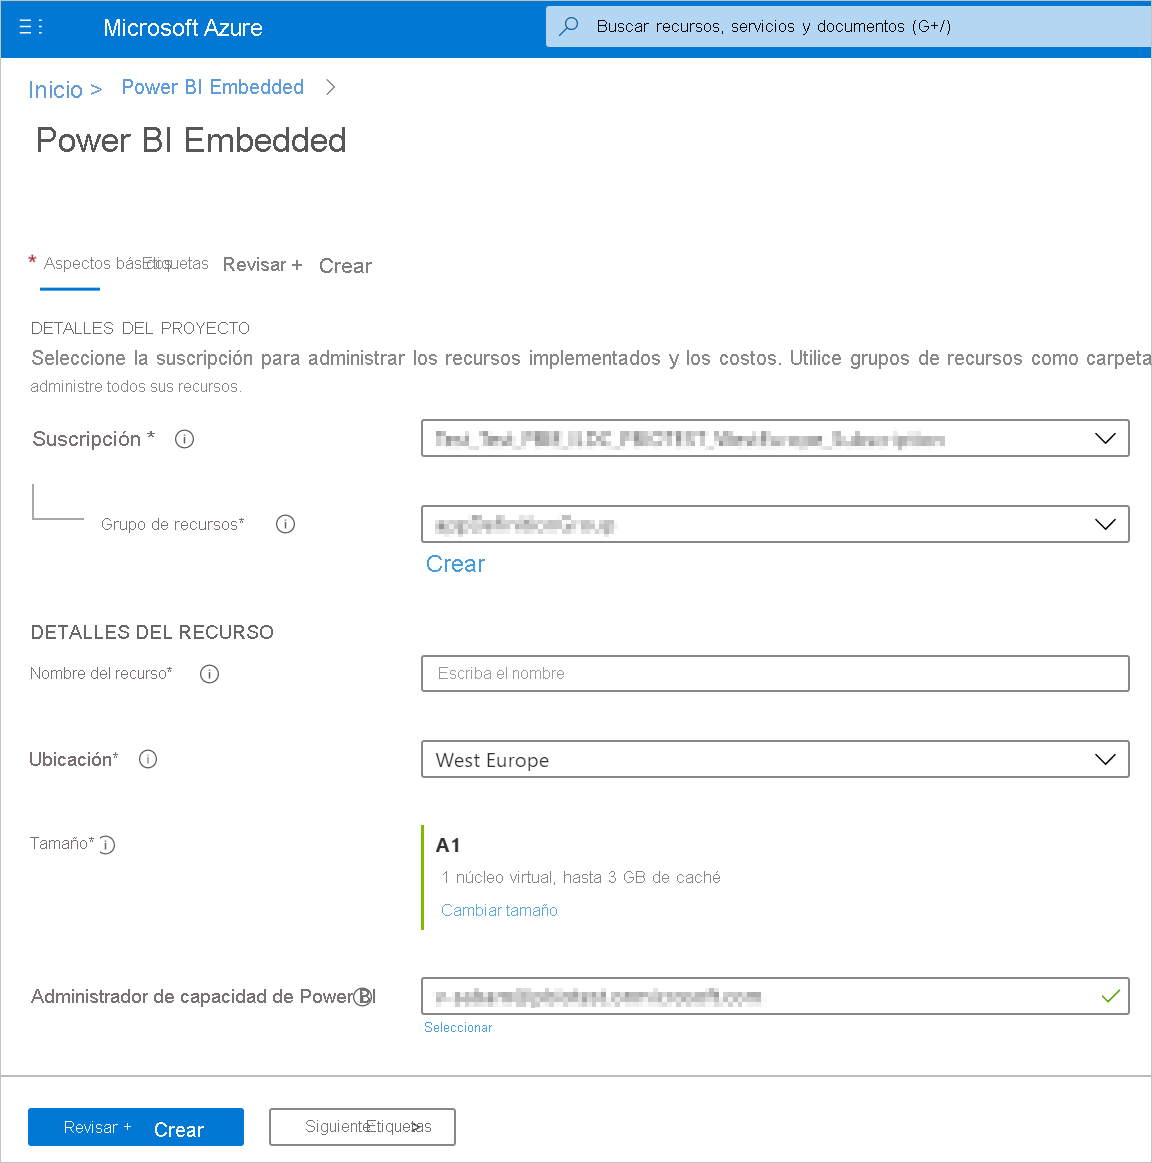 Microsoft Azure
Buscar recursos, servicios y documentos (G+/)
Inicio > Power BI Embedded >
Power BI Embedded
* Aspectos básicos Etiquetas Revisar + Crear
DETALLES DEL PROYECTO
Seleccione la suscripción para administrar los recursos implementados y los costos. Utilice grupos de recursos como carpeta
administre todos sus recursos.
Suscripción *
Grupo de recursos*
Crear
DETALLES DEL RECURSO
Nombre del recurso*
Escriba el nombre
Ubicación*
West Europe
Tamaño*
A1
1 núcleo virtual, hasta 3 GB de caché
Cambiar tamaño
Administrador de capacidad de Power BI
Seleccionar
Revisar + Crear
Siguiente Etiquetas >